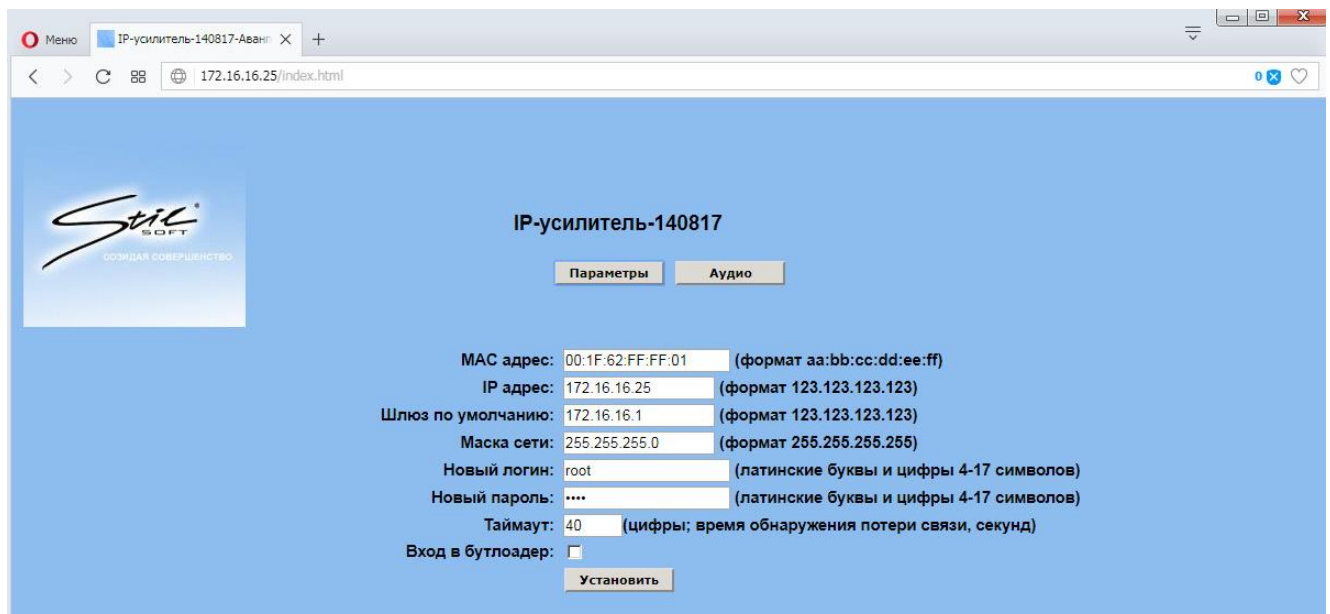 Меню
IP-усилитель-140817-Аванг
172.16.16.25/index.html
0
Stil
SOFT
СОЗИДАЯ СОВЕРШЕНСТВО
IP-усилитель-140817
Параметры Аудио
MAC адрес: 00:1F:62:FF:FF:01 (формат aa:bb:cc:dd:ee:ff)
IP адрес: 172.16.16.25 (формат 123.123.123.123)
Шлюз по умолчанию: 172.16.16.1 (формат 123.123.123.123)
Маска сети: 255.255.255.0 (формат 255.255.255.255)
Новый логин: root (латинские буквы и цифры 4-17 символов)
Новый пароль: •••• (латинские буквы и цифры 4-17 символов)
Таймаут: 40 (цифры; время обнаружения потери связи, секунд)
Вход в бутлоадер:
Установить